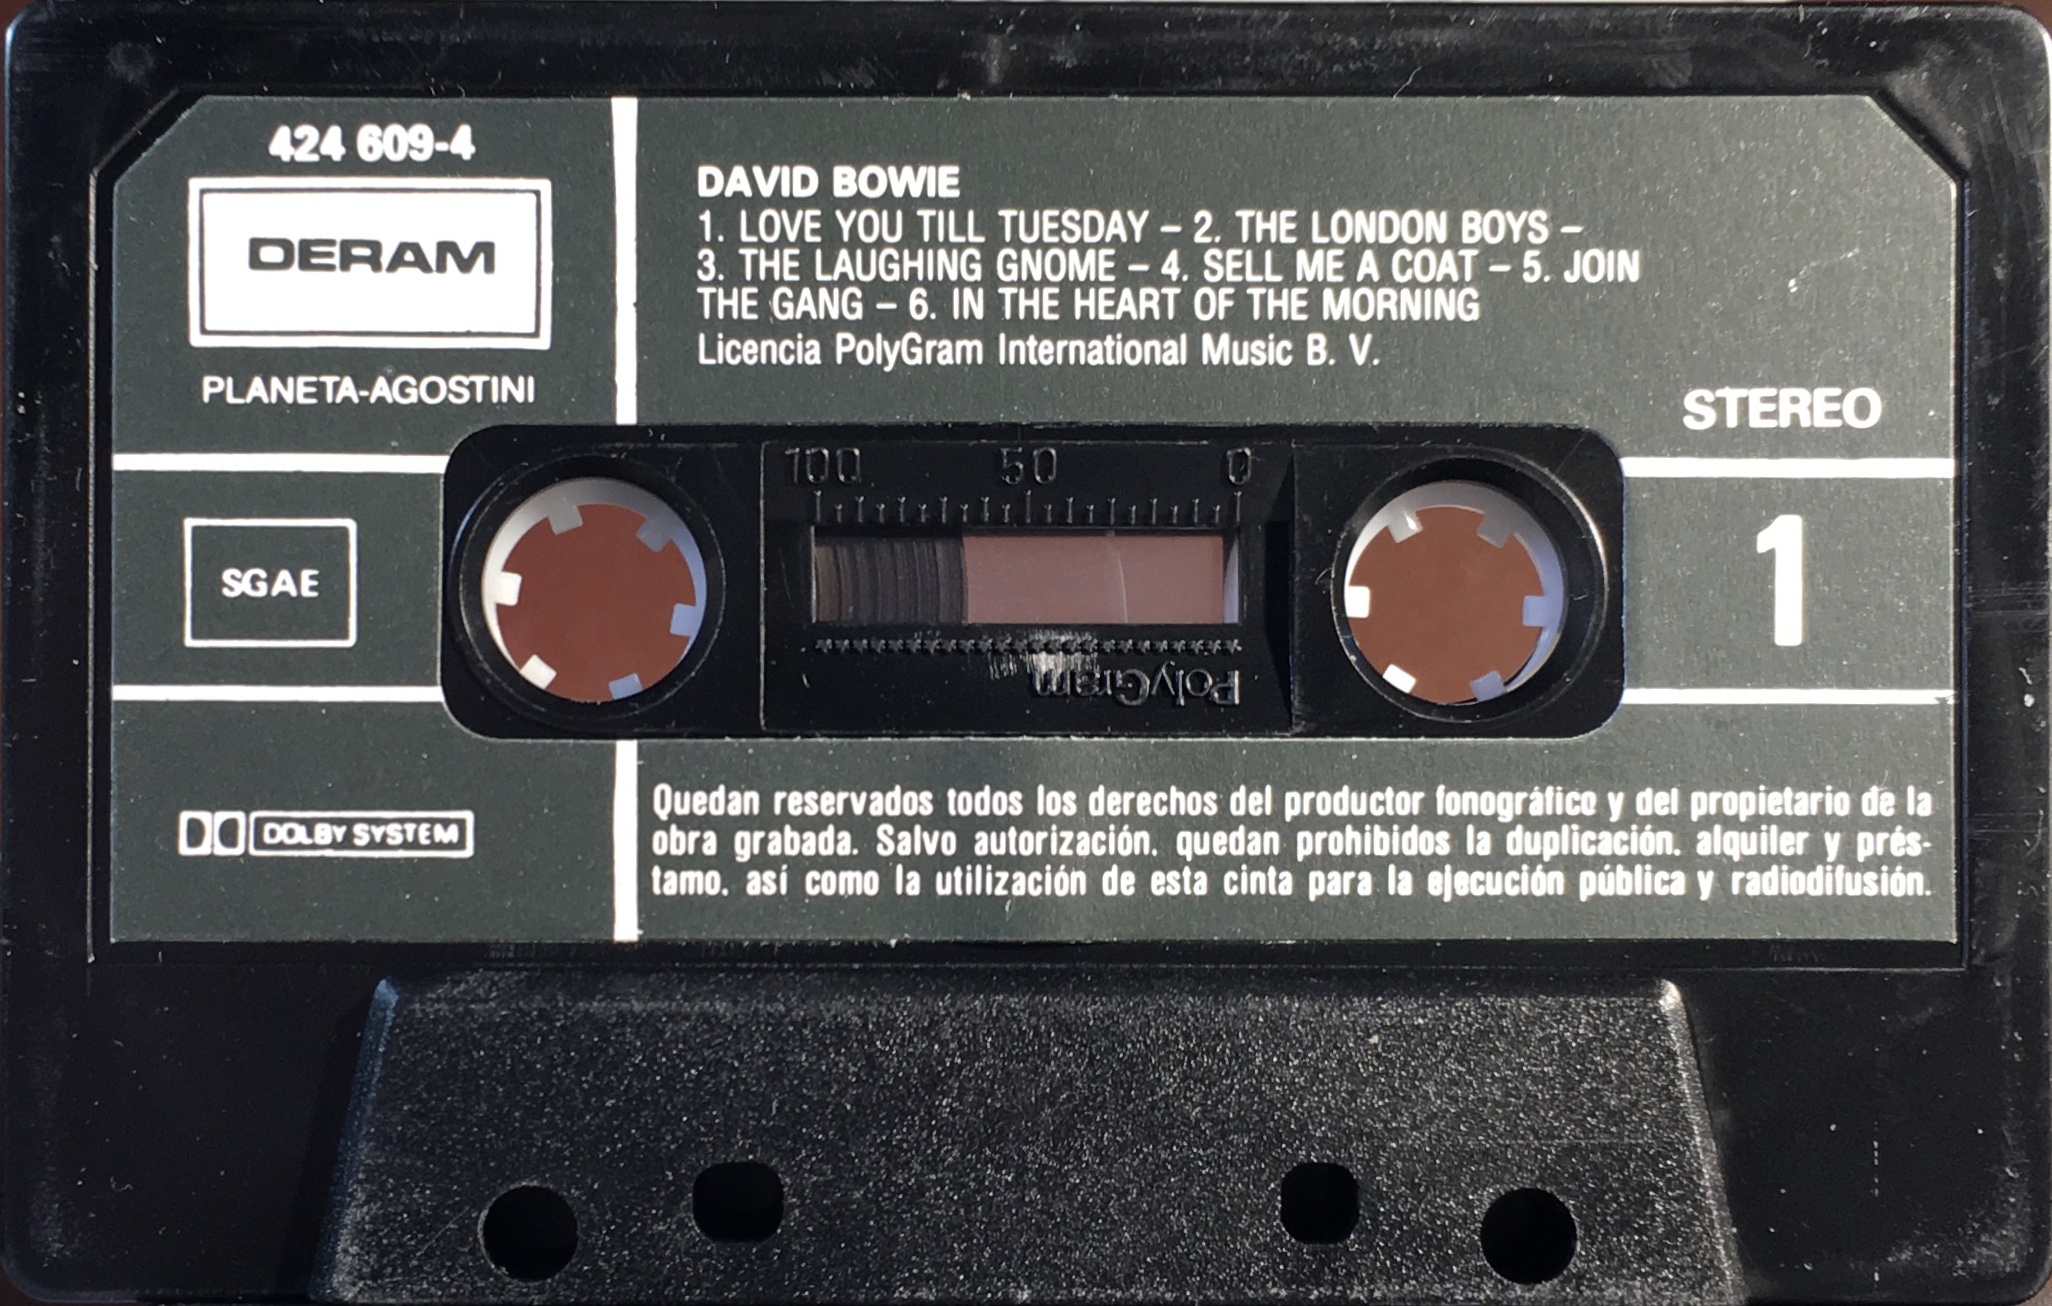 424 609-4
DERAM
PLANETA-AGOSTINI
DAVID BOWIE
1. LOVE YOU TILL TUESDAY – 2. THE LONDON BOYS –
3. THE LAUGHING GNOME – 4. SELL ME A COAT – 5. JOIN
THE GANG – 6. IN THE HEART OF THE MORNING
Licencia PolyGram International Music B. V.
STEREO
100 50 0
SGAE
1
PolyGram
DOLBY SYSTEM
Quedan reservados todos los derechos del productor fonográfico y del propietario de la
obra grabada. Salvo autorización, quedan prohibidos la duplicación, alquiler y prés-
tamo, así como la utilización de esta cinta para la ejecución pública y radiodifusión.